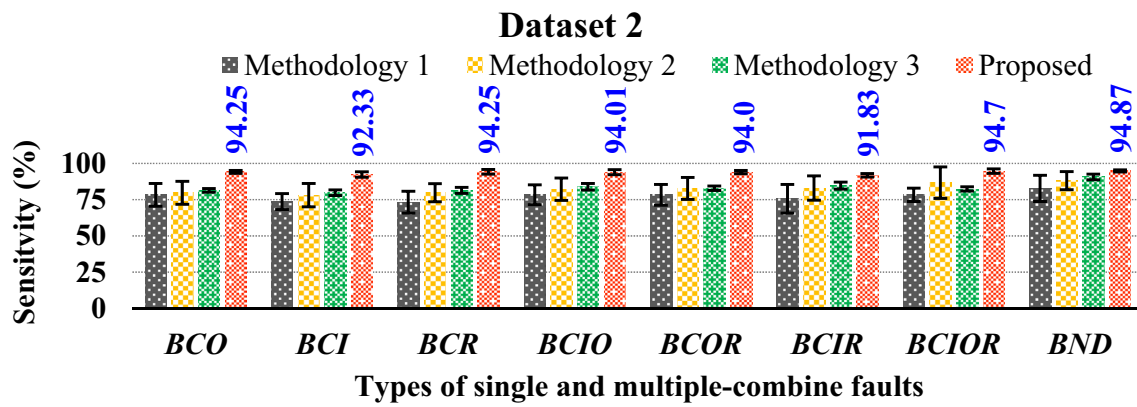 Dataset 2
Methodology 1 Methodology 2 Methodology 3 Proposed
94.25 92.33 94.25 94.01 94.0 91.83 94.7 94.87
Sensitvity (%)
100
75
50
25
0
BCO BCI BCR BCIO BCOR BCIR BCIOR BND
Types of single and multiple-combine faults